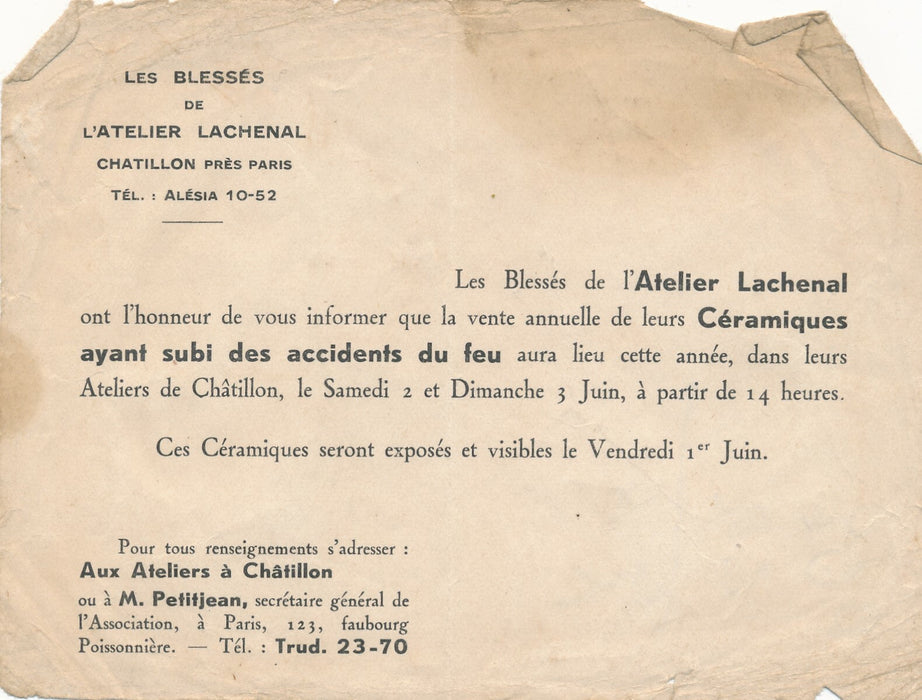 LES BLESSÉS
DE
L'ATELIER LACHENAL
CHATILLON PRÈS PARIS
TÉL. : ALÉSIA 10-52
Les Blessés de l'Atelier Lachenal
ont l'honneur de vous informer que la vente annuelle de leurs Céramiques
ayant subi des accidents du feu aura lieu cette année, dans leurs
Ateliers de Châtillon, le Samedi 2 et Dimanche 3 Juin, à partir de 14 heures.
Ces Céramiques seront exposés et visibles le Vendredi 1er Juin.
Pour tous renseignements s'adresser :
Aux Ateliers à Châtillon
ou à M. Petitjean, secrétaire général de
l'Association, à Paris, 123, faubourg
Poissonnière. — Tél. : Trud. 23-70